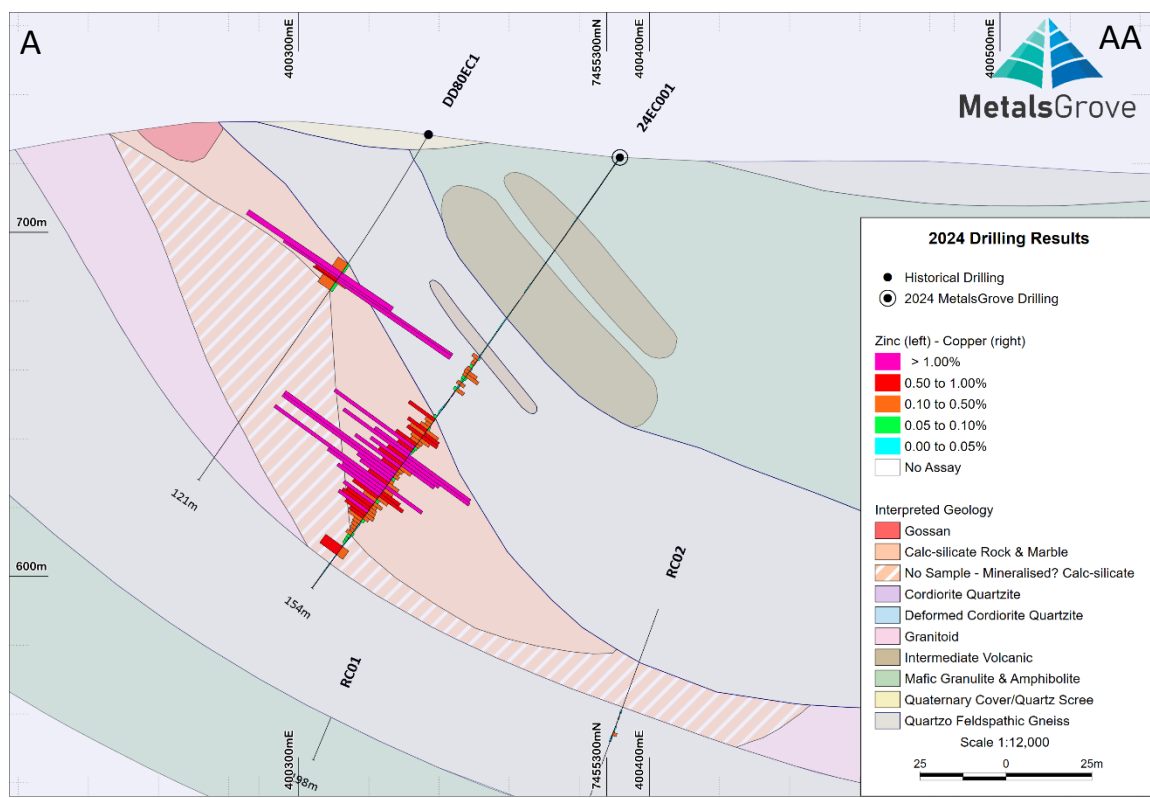 A
AA
400300mE
7455300mN
400400mE
400500mE
MetalsGrove
DD80EC1
24EC001
700m
600m
121m
154m
RC01
RC02
98m
400300mE
7455300mN
400400mE
2024 Drilling Results
Historical Drilling
2024 MetalsGrove Drilling
Zinc (left) - Copper (right)
> 1.00%
0.50 to 1.00%
0.10 to 0.50%
0.05 to 0.10%
0.00 to 0.05%
No Assay
Interpreted Geology
Gossan
Calc-silicate Rock & Marble
No Sample - Mineralised? Calc-silicate
Cordiorite Quartzite
Deformed Cordiorite Quartzite
Granitoid
Intermediate Volcanic
Mafic Granulite & Amphibolite
Quaternary Cover/Quartz Scree
Quartzo Feldspathic Gneiss
Scale 1:12,000
25 0 25m